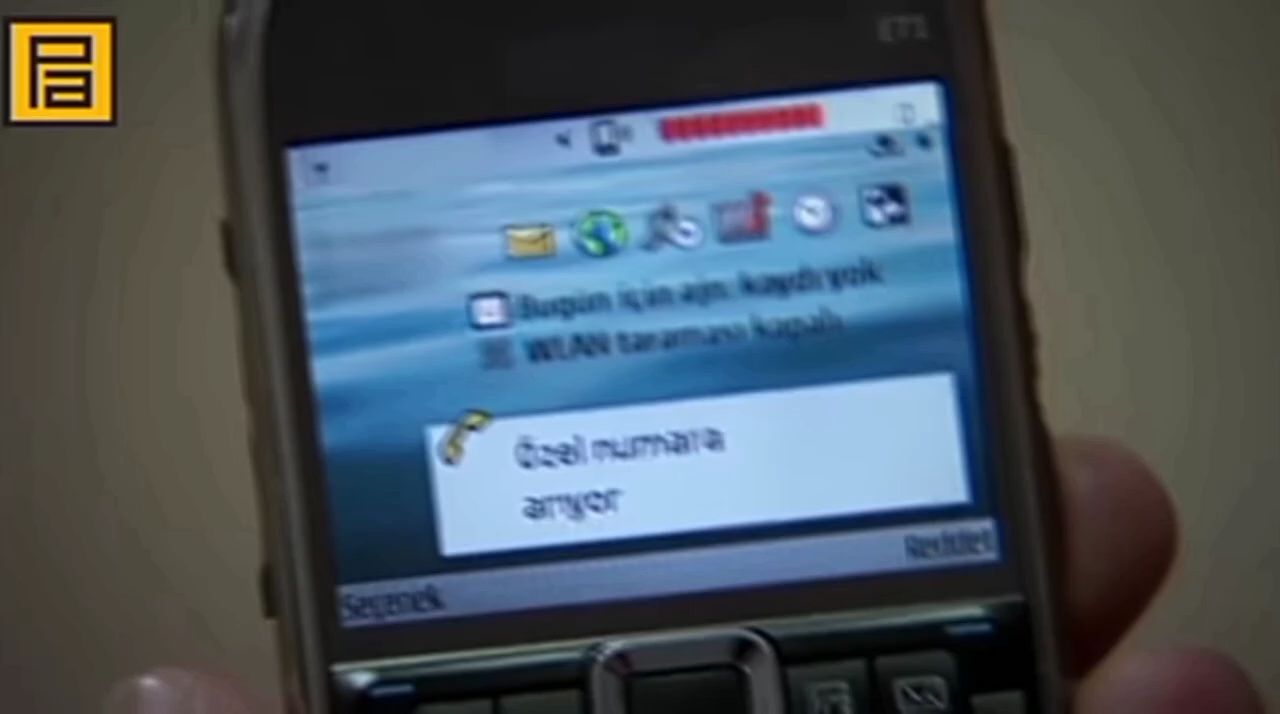 E71
Bugün için ajn. kaydı yok
WLAN taraması kapalı
Özel numara
arıyor
Reddet
Seçenek